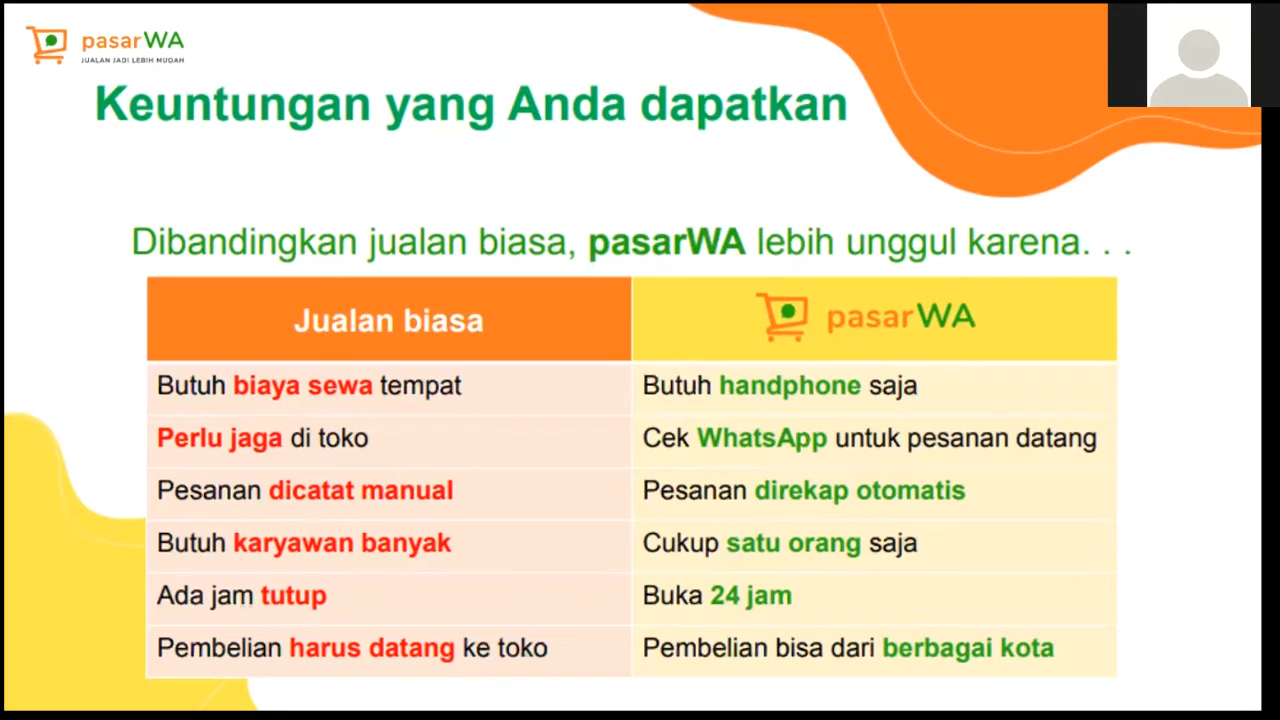 pasarWA
JUALAN JADI LEBIH MUDAH
Keuntungan yang Anda dapatkan
Dibandingkan jualan biasa, pasarWA lebih unggul karena. . .
Jualan biasa
pasarWA
Butuh biaya sewa tempat
Butuh handphone saja
Perlu jaga di toko
Cek WhatsApp untuk pesanan datang
Pesanan dicatat manual
Pesanan direkap otomatis
Butuh karyawan banyak
Cukup satu orang saja
Ada jam tutup
Buka 24 jam
Pembelian harus datang ke toko
Pembelian bisa dari berbagai kota